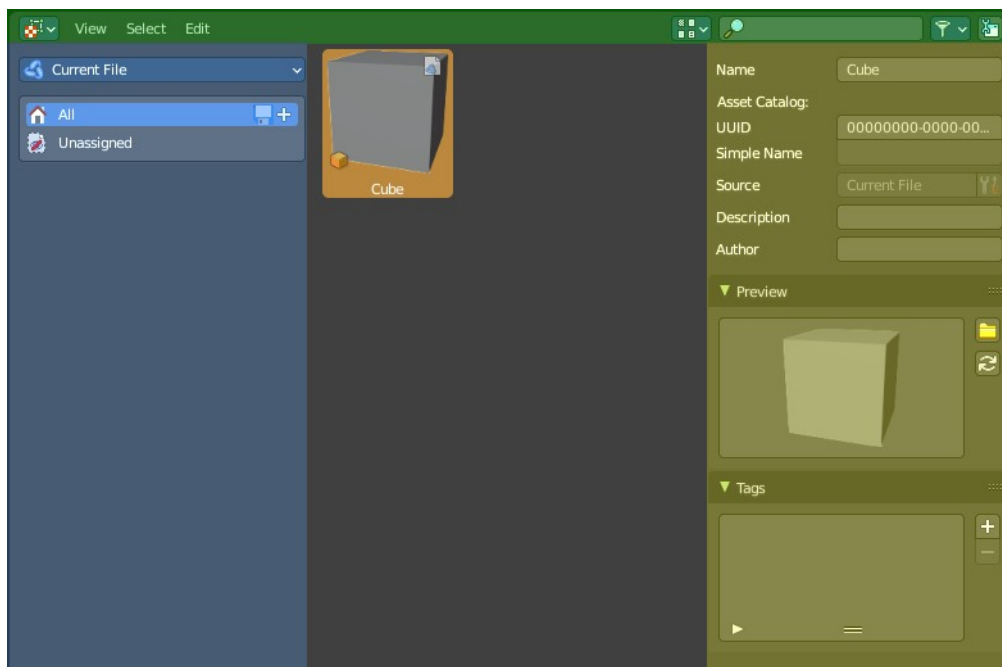 View Select Edit
Current File
All
Unassigned
Cube
Name Cube
Asset Catalog:
UUID 00000000-0000-00...
Simple Name
Source Current File
Description
Author
Preview
Tags